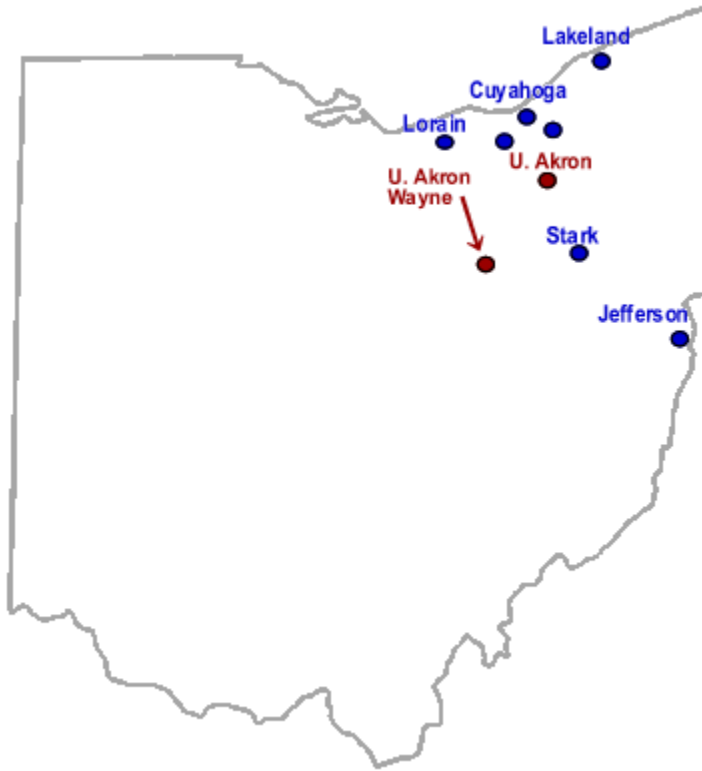 Lakeland
Cuyahoga
Lorain
U. Akron
U. Akron
Wayne
Stark
Jefferson